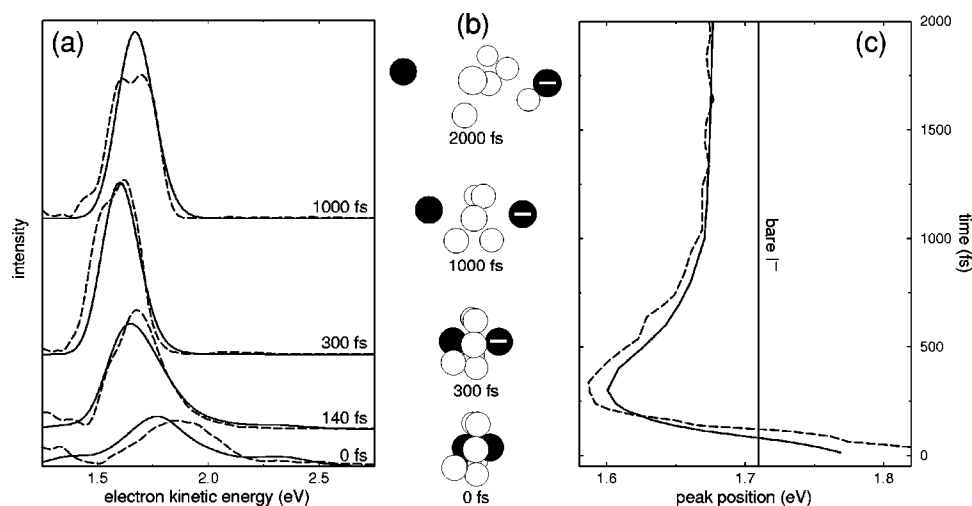 (a)
1000 fs
300 fs
140 fs
0 fs
intensity
1.5
2.0
2.5
electron kinetic energy (eV)
(b)
2000 fs
1000 fs
300 fs
0 fs
(c)
bare I–
2000
1500
1000
500
0
time (fs)
1.6
1.7
1.8
peak position (eV)